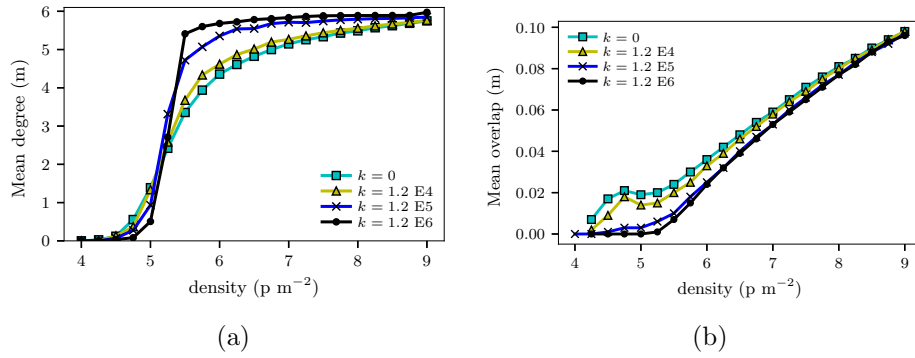 6
5
4
3
2
1
0
Mean degree (m)
k = 0
k = 1.2 E4
k = 1.2 E5
k = 1.2 E6
4 5 6 7 8 9
density (p m⁻²)
(a)
0.10
0.08
0.06
0.04
0.02
0.00
Mean overlap (m)
k = 0
k = 1.2 E4
k = 1.2 E5
k = 1.2 E6
4 5 6 7 8 9
density (p m⁻²)
(b)